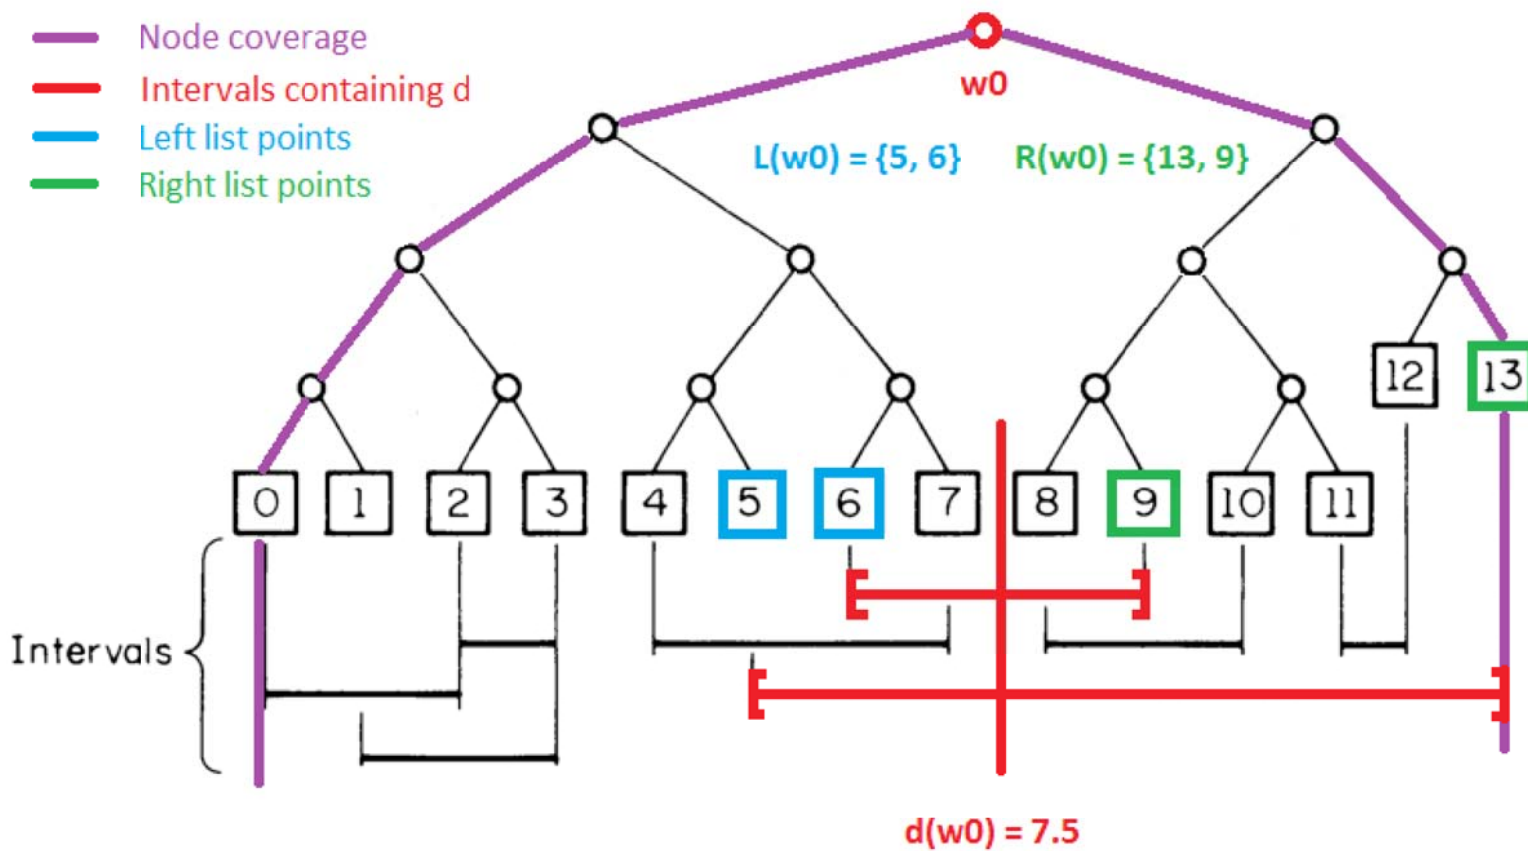 Node coverage
Intervals containing d
Left list points
Right list points
w0
L(w0) = {5, 6}
R(w0) = {13, 9}
12
13
0
1
2
3
4
5
6
7
8
9
10
11
Intervals
d(w0) = 7.5